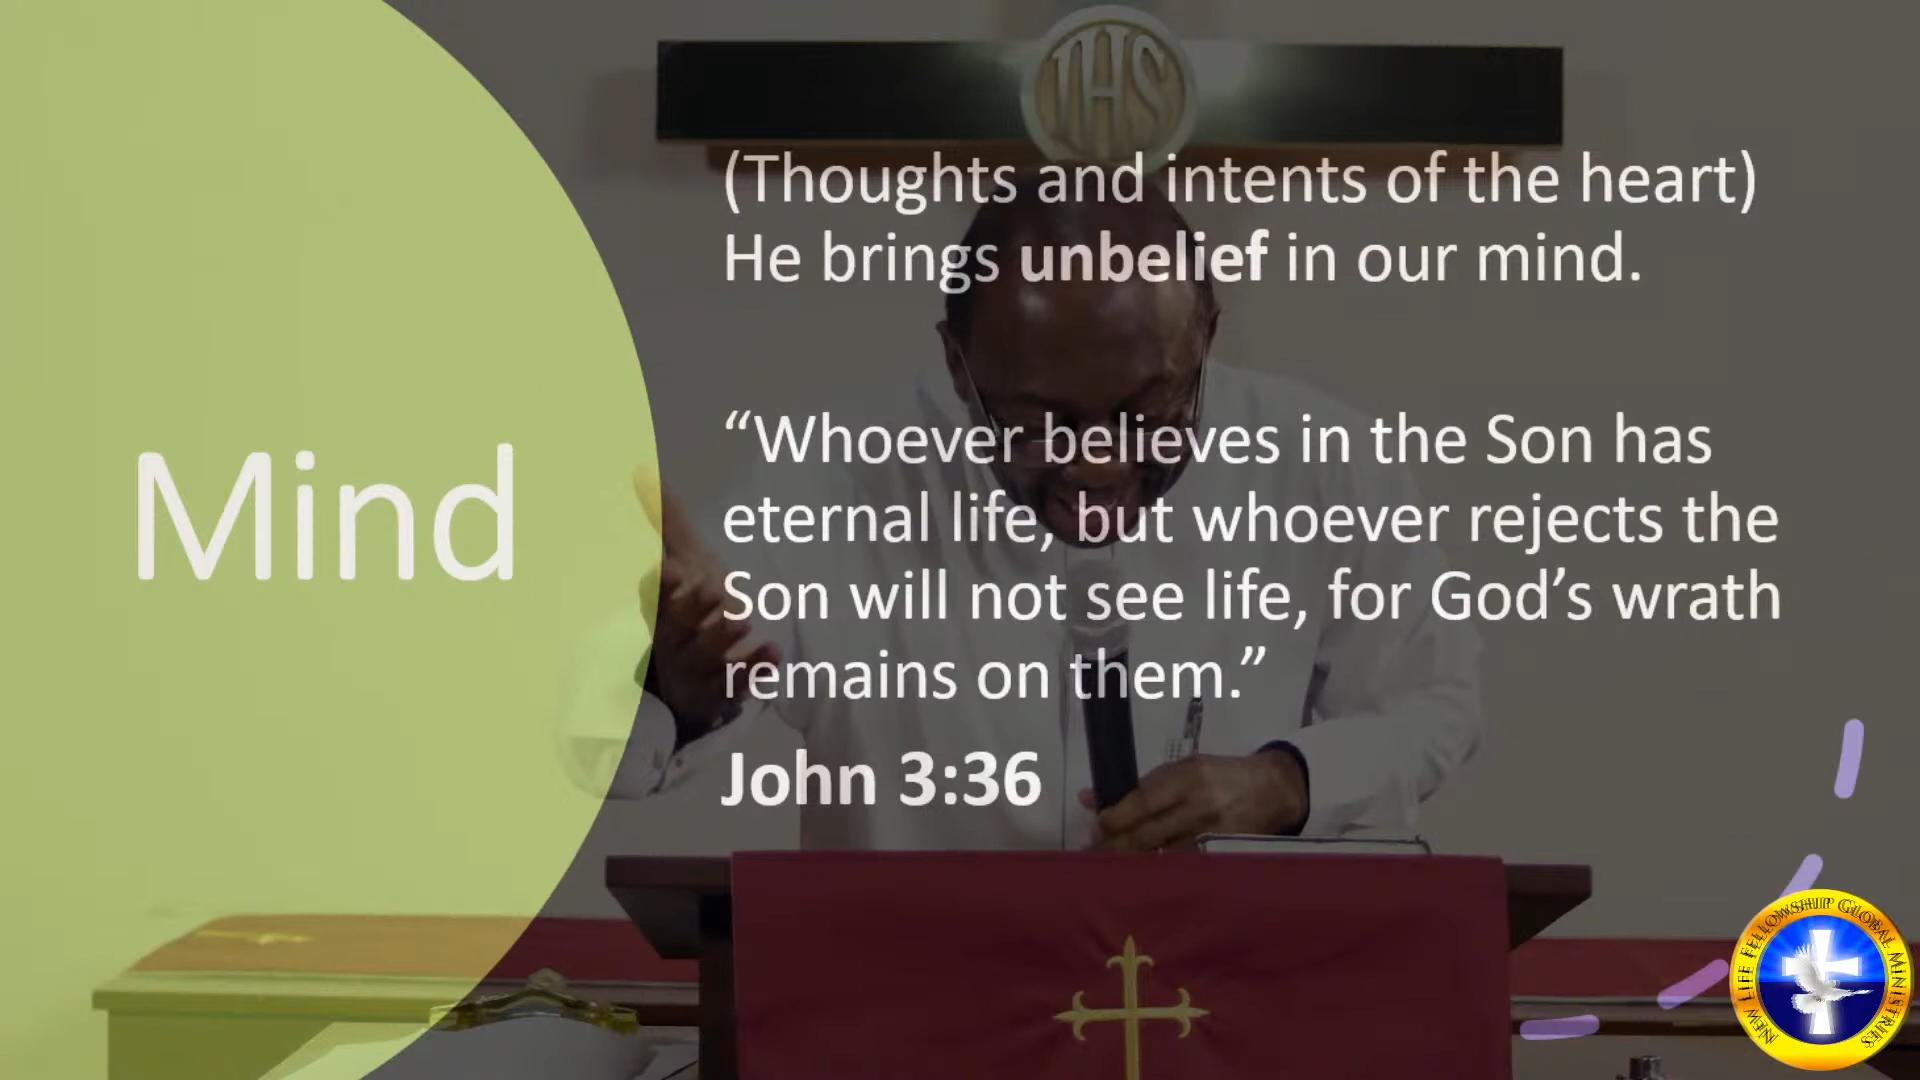 IHS
Mind
(Thoughts and intents of the heart)
He brings unbelief in our mind.
“Whoever believes in the Son has
eternal life, but whoever rejects the
Son will not see life, for God’s wrath
remains on them.”
John 3:36
NEW LIFE FELLOWSHIP GLOBAL MINISTRIES